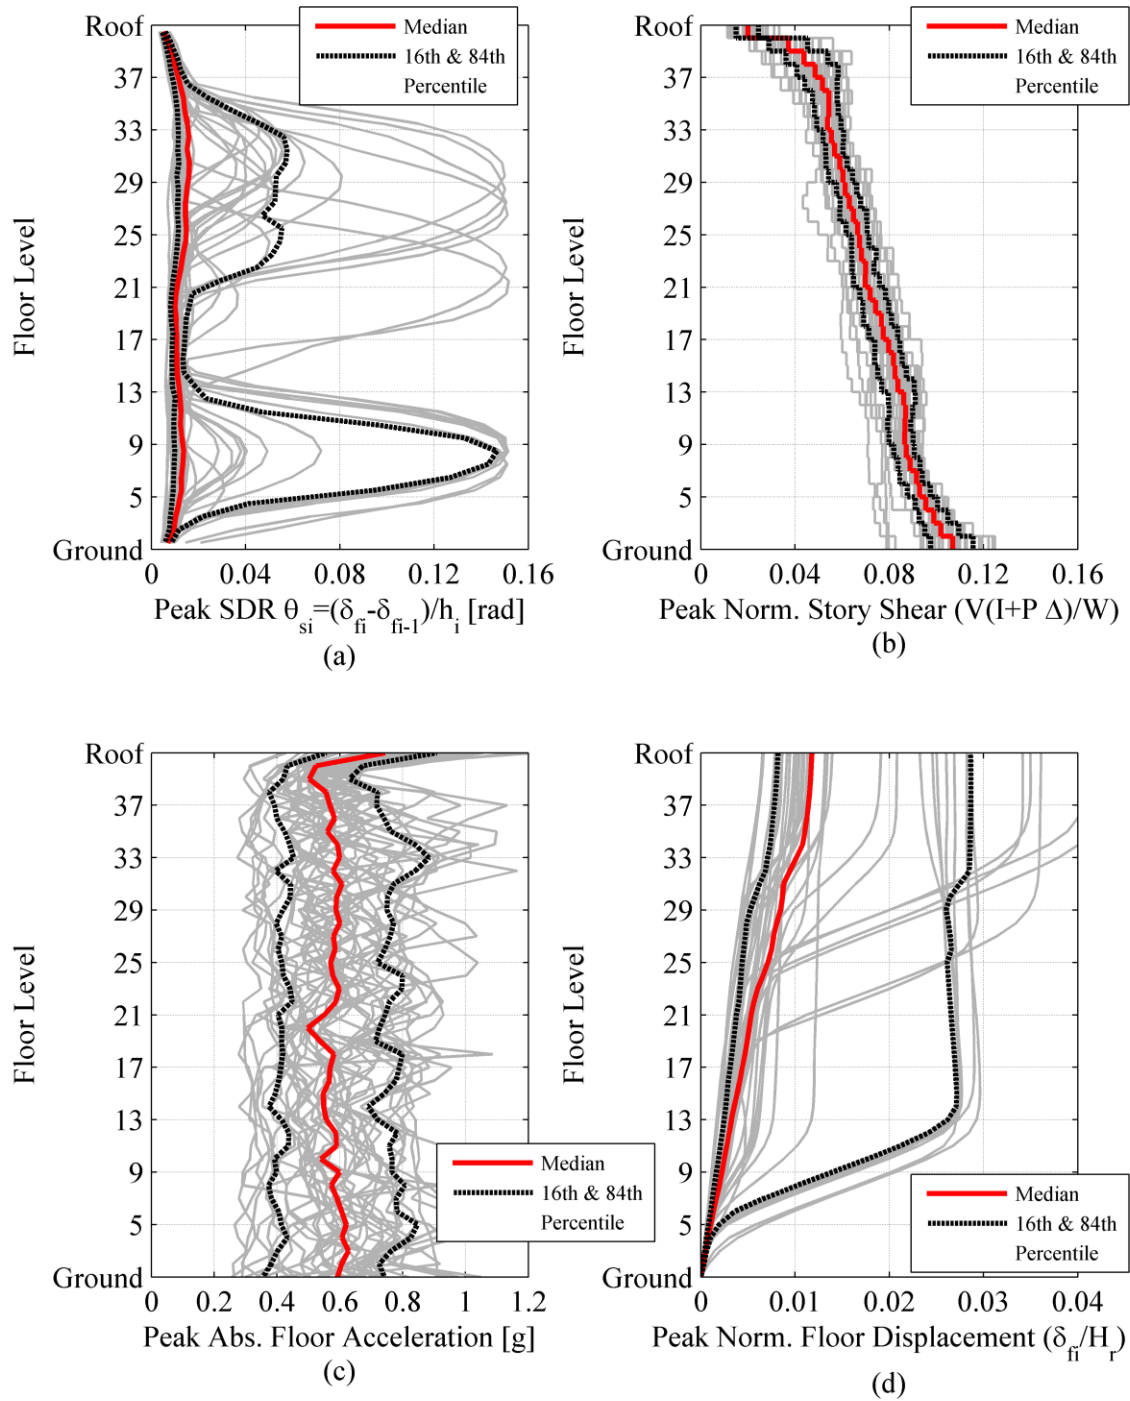 Roof
37
33
29
25
21
17
13
9
5
Ground
Floor Level
0 0.04 0.08 0.12 0.16
Peak SDR θsi=(δfi-δfi-1)/hi [rad]
(a)
Median
16th & 84th
Percentile
Roof
37
33
29
25
21
17
13
9
5
Ground
Floor Level
0 0.04 0.08 0.12 0.16
Peak Norm. Story Shear (V(I+P Δ)/W)
(b)
Median
16th & 84th
Percentile
Roof
37
33
29
25
21
17
13
9
5
Ground
Floor Level
0 0.2 0.4 0.6 0.8 1 1.2
Peak Abs. Floor Acceleration [g]
(c)
Median
16th & 84th
Percentile
Roof
37
33
29
25
21
17
13
9
5
Ground
Floor Level
0 0.01 0.02 0.03 0.04
Peak Norm. Floor Displacement (δfi/Hr)
(d)
Median
16th & 84th
Percentile